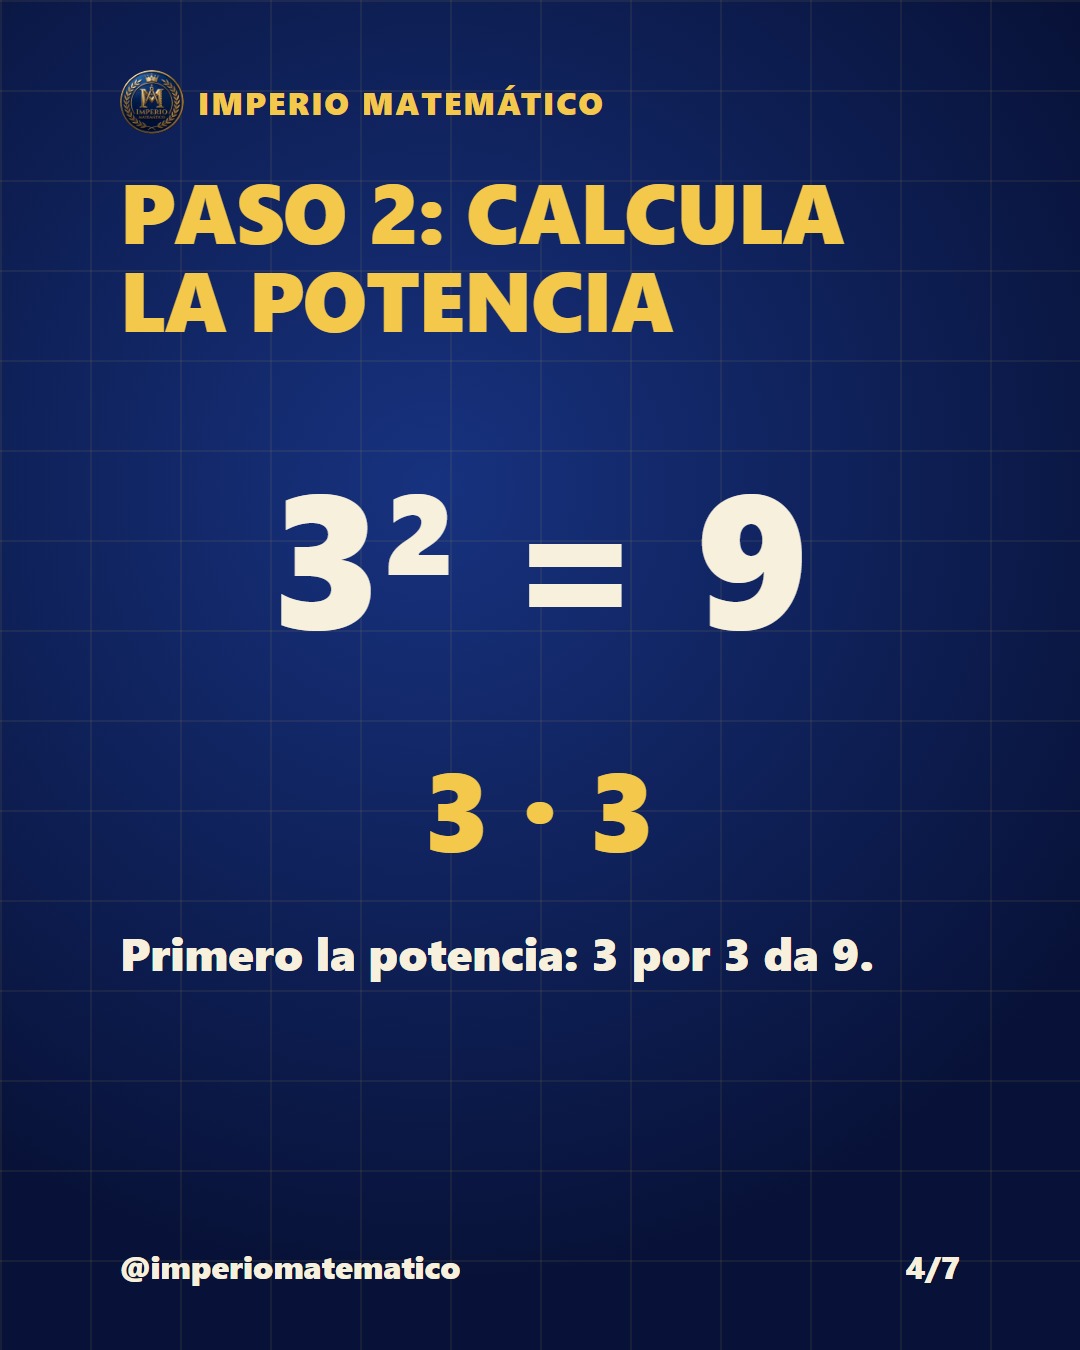 IMPERIO
IMPERIO MATEMÁTICO
PASO 2: CALCULA
LA POTENCIA
3² = 9
3 · 3
Primero la potencia: 3 por 3 da 9.
@imperiomatematico
4/7